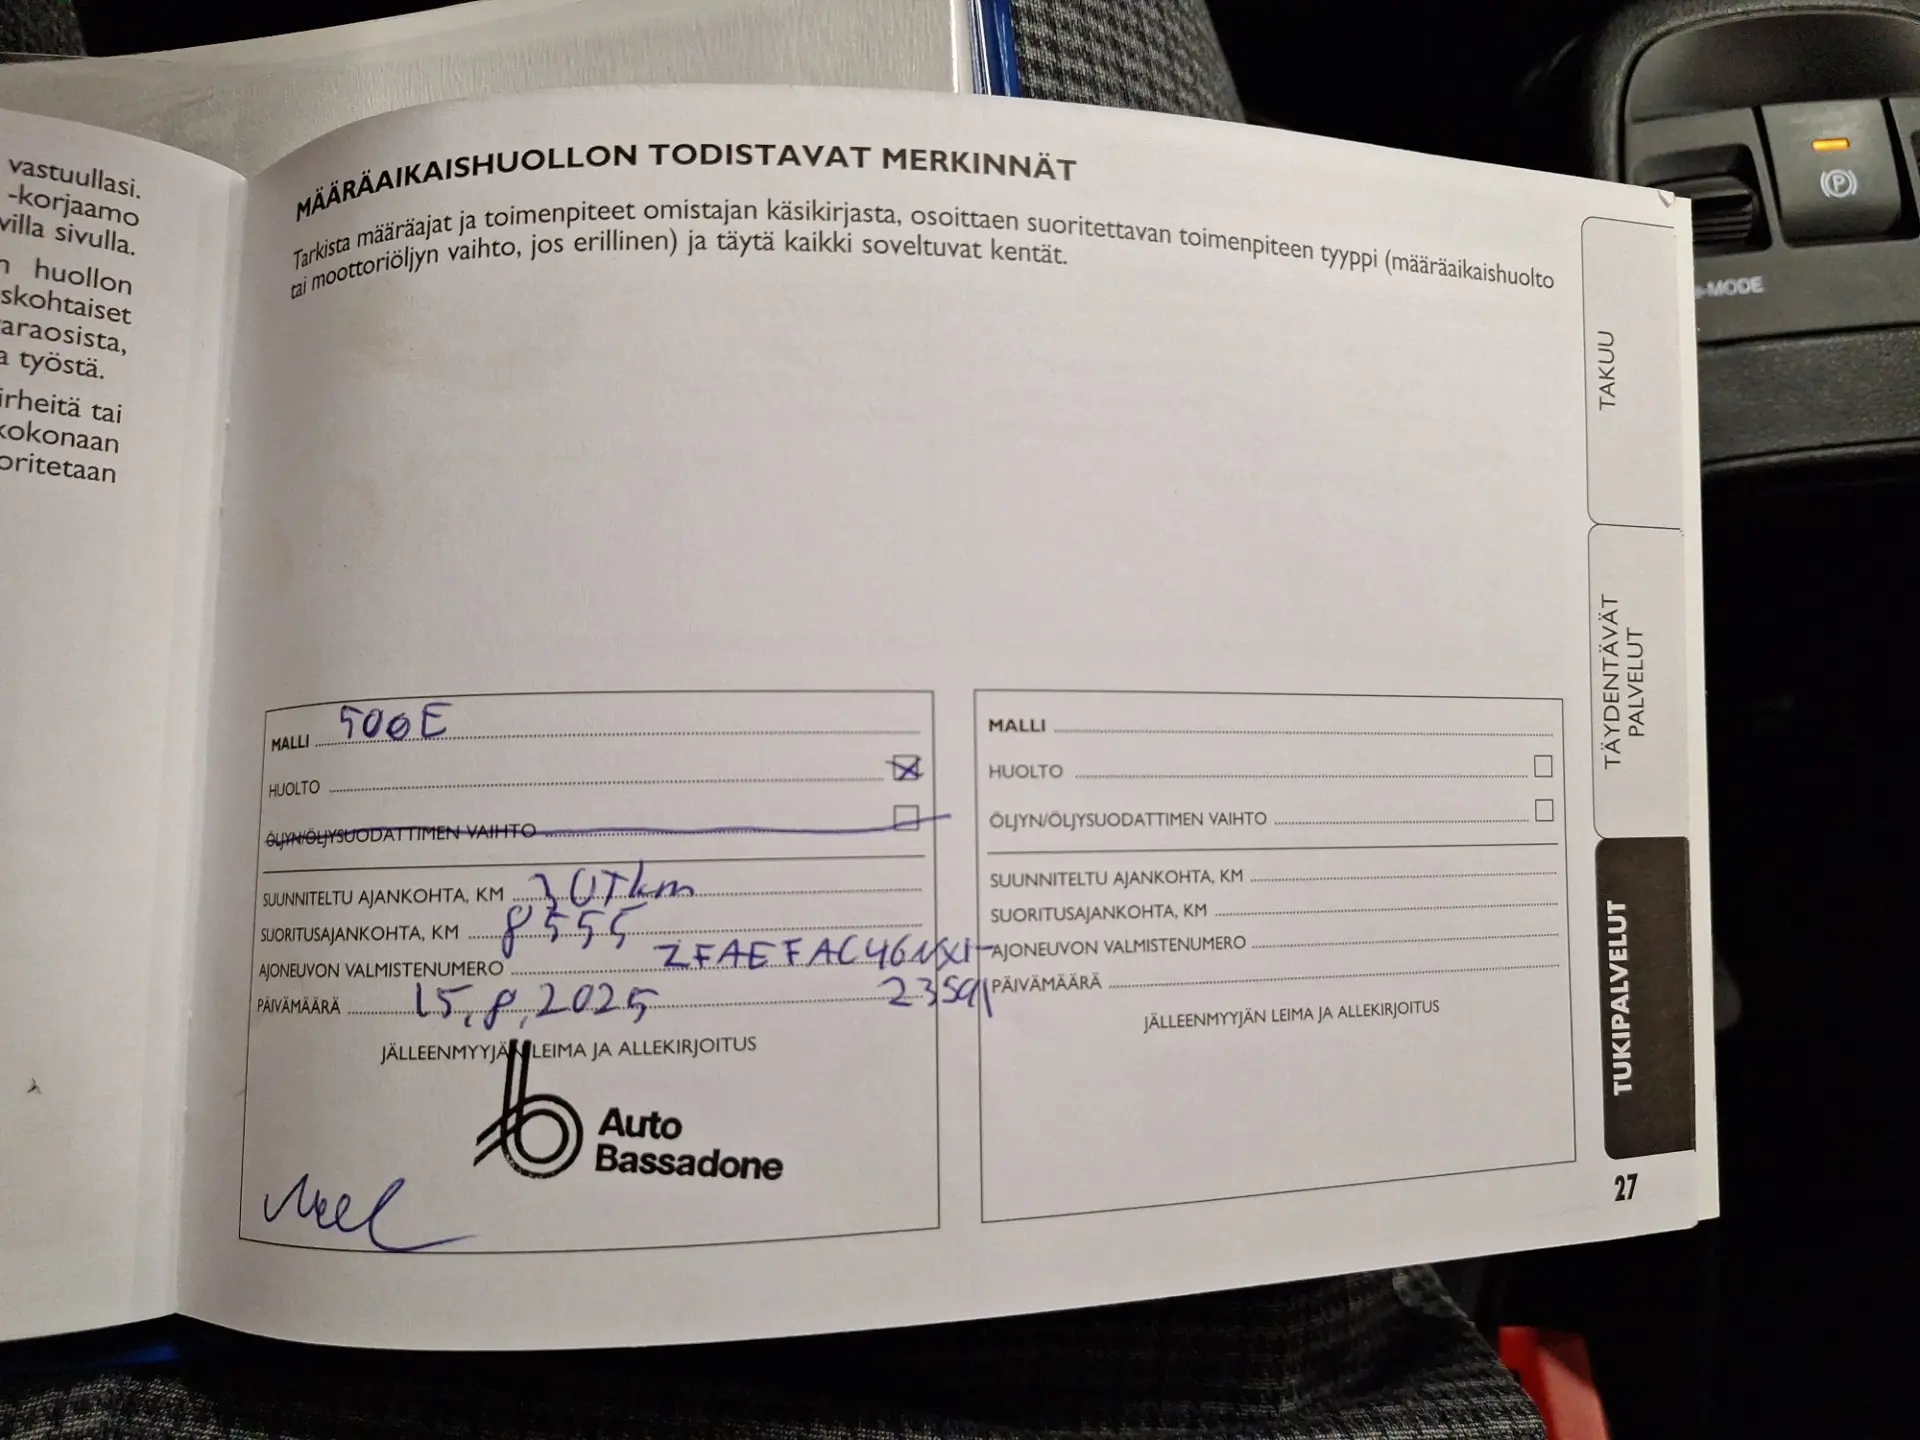 vastuullasi.
-korjaamo
villa sivulla.
huollon
skohtaiset
araosista,
a työstä.
irheitä tai
kokonaan
oritetaan
MÄÄRÄAIKAISHUOLLON TODISTAVAT MERKINNÄT
Tarkista määräajat ja toimenpiteet omistajan käsikirjasta, osoittaen suoritettavan toimenpiteen tyyppi (määräaikaishuolto
tai moottoriöljyn vaihto, jos erillinen) ja täytä kaikki soveltuvat kentät.
MALLI 500E
HUOLTO
ÖLJYN/ÖLJYSUODATTIMEN VAIHTO
SUUNNITELTU AJANKOHTA, KM 30Tkm
SUORITUSAJANKOHTA, KM 8555
AJONEUVON VALMISTENUMERO
PÄIVÄMÄÄRÄ 15.8.2025
JÄLLEENMYYJÄN LEIMA JA ALLEKIRJOITUS
Auto
Bassadone
MALLI
HUOLTO
ÖLJYN/ÖLJYSUODATTIMEN VAIHTO
SUUNNITELTU AJANKOHTA, KM
SUORITUSAJANKOHTA, KM
AJONEUVON VALMISTENUMERO
PÄIVÄMÄÄRÄ
JÄLLEENMYYJÄN LEIMA JA ALLEKIRJOITUS
TAKUU
TÄYDENTÄVÄT
PALVELUT
TUKIPALVELUT
27
-MODE
P